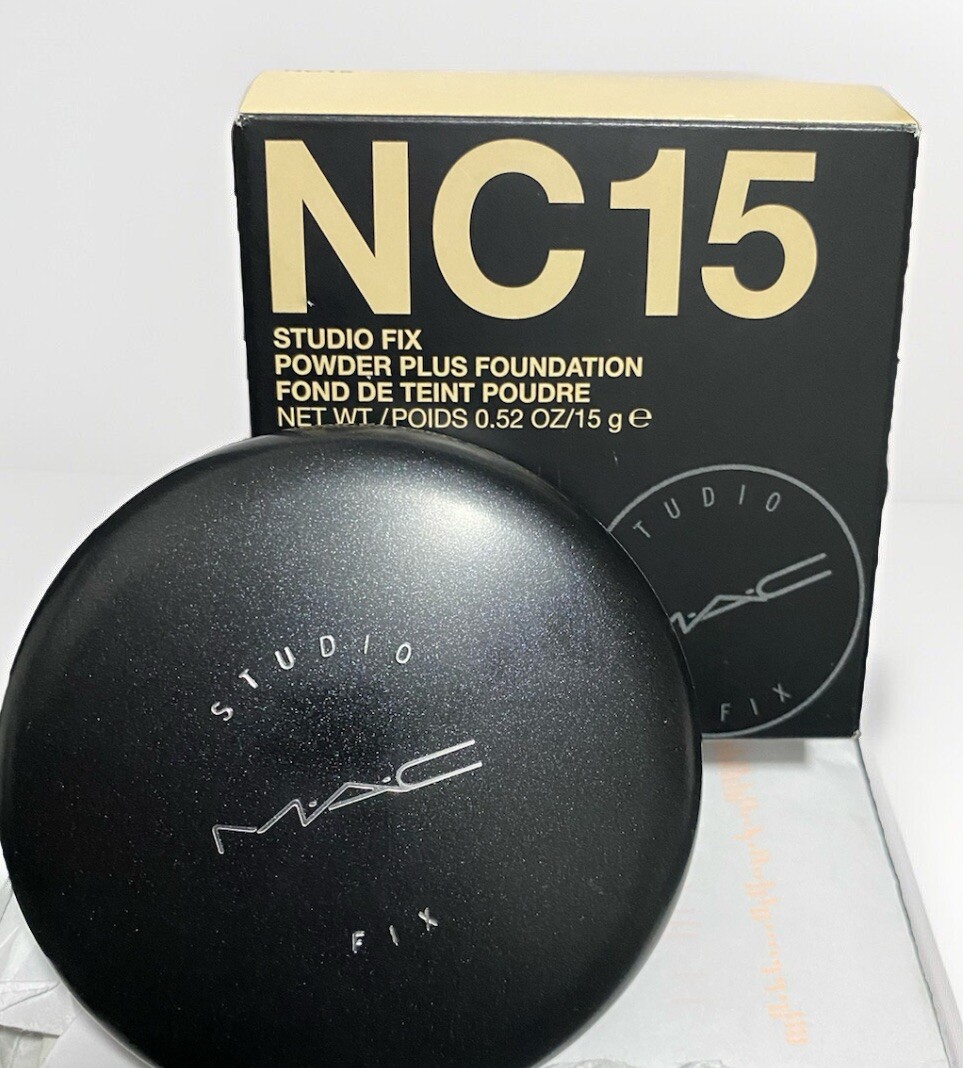 NC15
STUDIO FIX
POWDER PLUS FOUNDATION
FOND DE TEINT POUDRE
NET WT/POIDS 0.52 OZ/15 g ℮
TUDIO
MAC
FIX
STUDIO
MAC
FIX